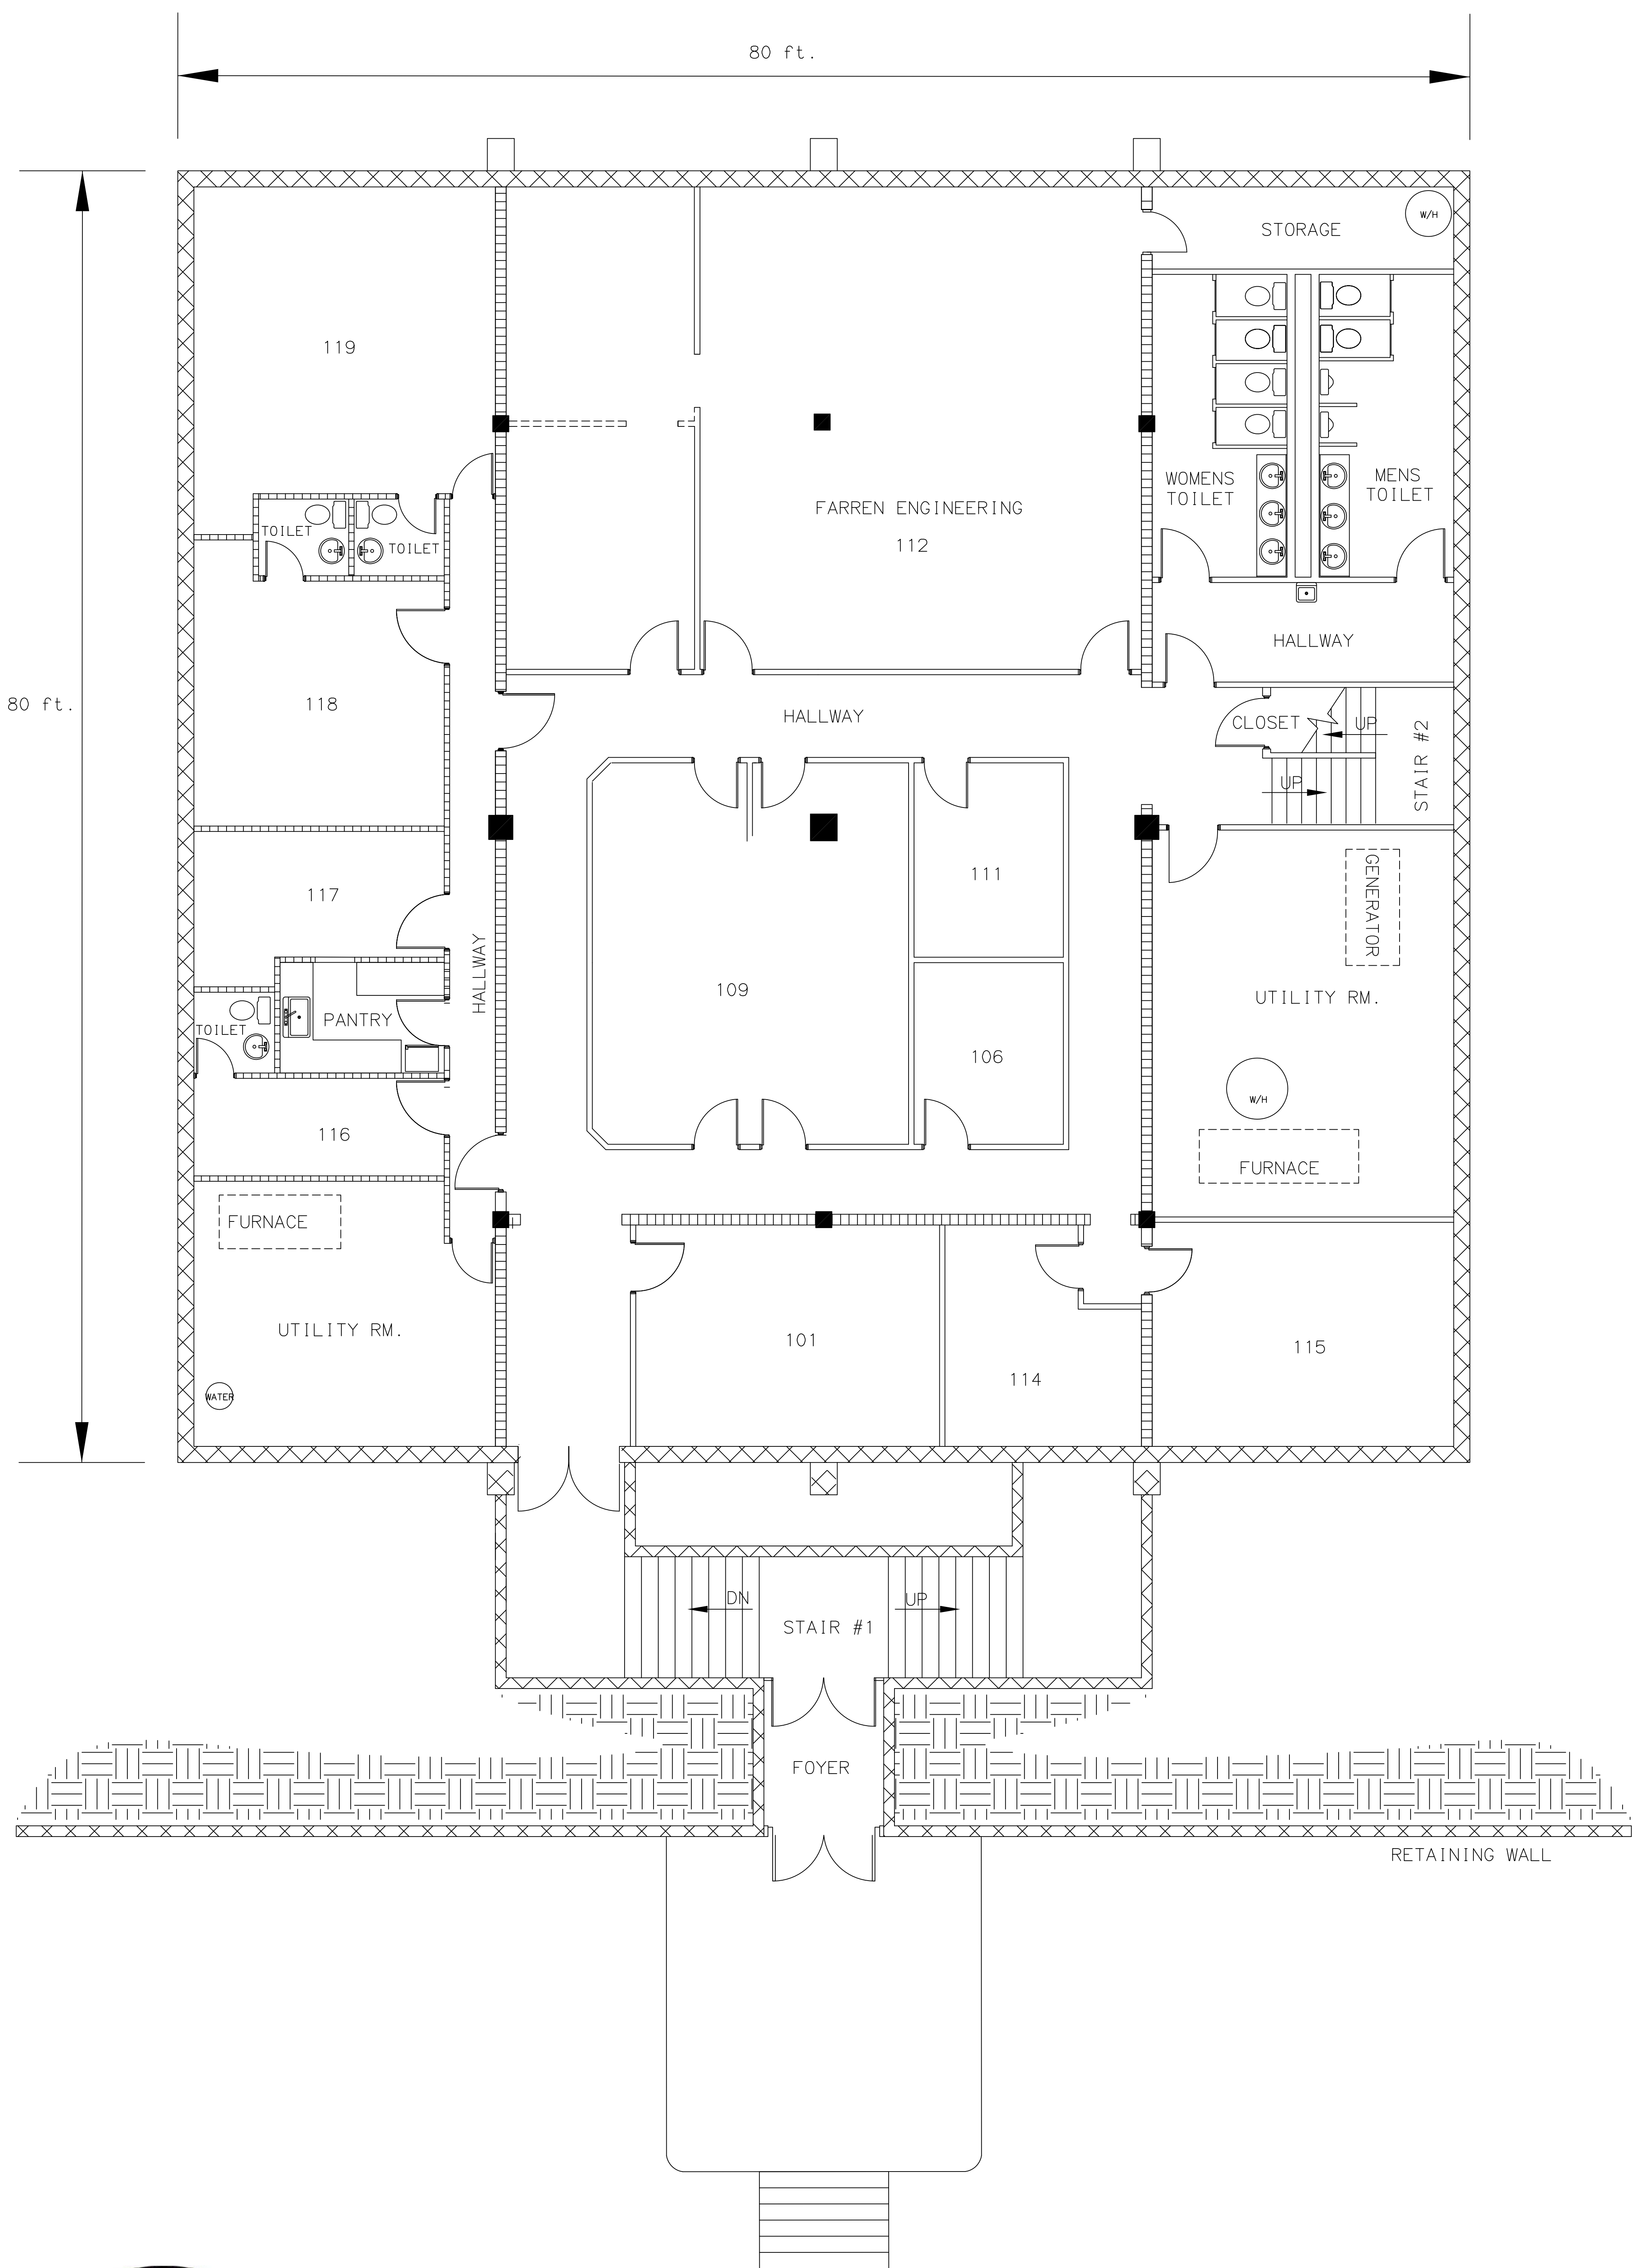 80 ft.
STORAGE
W/H
119
WOMENS
TOILET
MENS
TOILET
FARREN ENGINEERING
112
TOILET
TOILET
HALLWAY
118
HALLWAY
CLOSET
UP
STAIR #2
UP
80 ft.
117
111
GENERATOR
HALLWAY
109
UTILITY RM.
PANTRY
TOILET
106
W/H
116
FURNACE
FURNACE
UTILITY RM.
101
115
114
WATER
DN
UP
STAIR #1
FOYER
RETAINING WALL